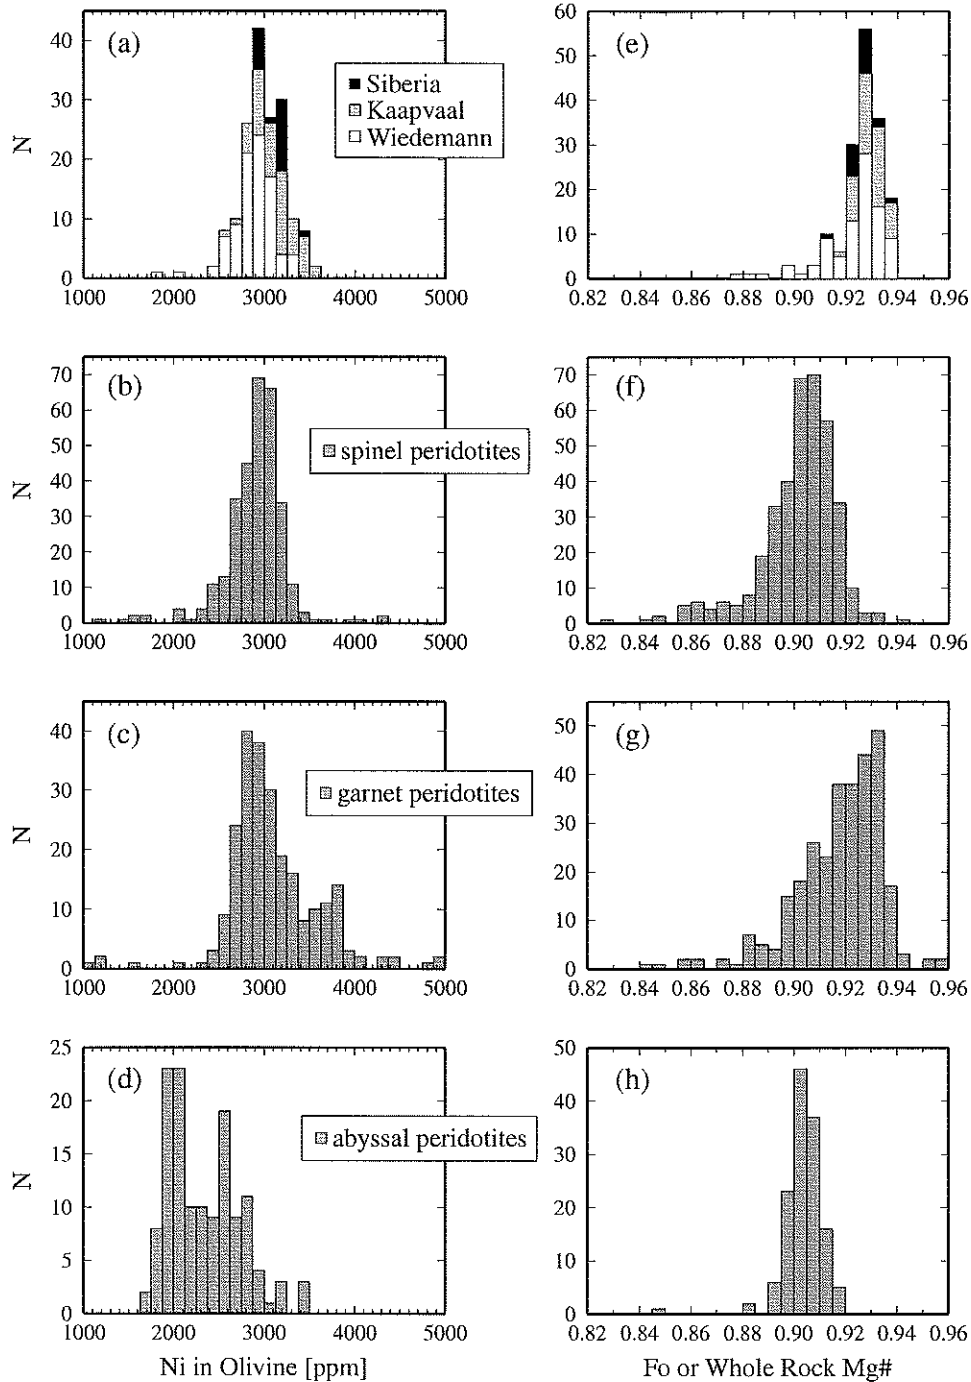 (a)
40
30
20
10
0
N
1000 2000 3000 4000 5000
Siberia
Kaapvaal
Wiedemann
(e)
60
50
40
30
20
10
0
0.82 0.84 0.86 0.88 0.90 0.92 0.94 0.96
(b)
70
60
50
40
30
20
10
0
N
1000 2000 3000 4000 5000
spinel peridotites
(f)
70
60
50
40
30
20
10
0
0.82 0.84 0.86 0.88 0.90 0.92 0.94 0.96
(c)
40
30
20
10
0
N
1000 2000 3000 4000 5000
garnet peridotites
(g)
50
40
30
20
10
0
0.82 0.84 0.86 0.88 0.90 0.92 0.94 0.96
(d)
25
20
15
10
5
0
N
1000 2000 3000 4000 5000
Ni in Olivine [ppm]
abyssal peridotites
(h)
50
40
30
20
10
0
0.82 0.84 0.86 0.88 0.90 0.92 0.94 0.96
Fo or Whole Rock Mg#